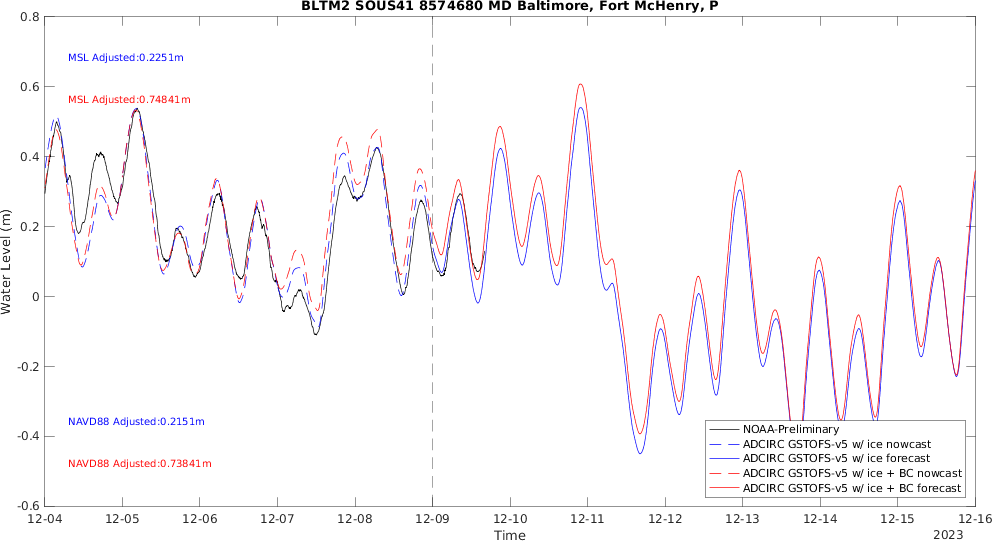 BLTM2 SOUS41 8574680 MD Baltimore, Fort McHenry, P
MSL Adjusted:0.2251m
MSL Adjusted:0.74841m
NAVD88 Adjusted:0.2151m
NAVD88 Adjusted:0.73841m
Water Level (m)
0.8
0.6
0.4
0.2
0
-0.2
-0.4
-0.6
NOAA-Preliminary
ADCIRC GSTOFS-v5 w/ ice nowcast
ADCIRC GSTOFS-v5 w/ ice forecast
ADCIRC GSTOFS-v5 w/ ice + BC nowcast
ADCIRC GSTOFS-v5 w/ ice + BC forecast
12-04 12-05 12-06 12-07 12-08 12-09 12-10 12-11 12-12 12-13 12-14 12-15 12-16
Time
2023